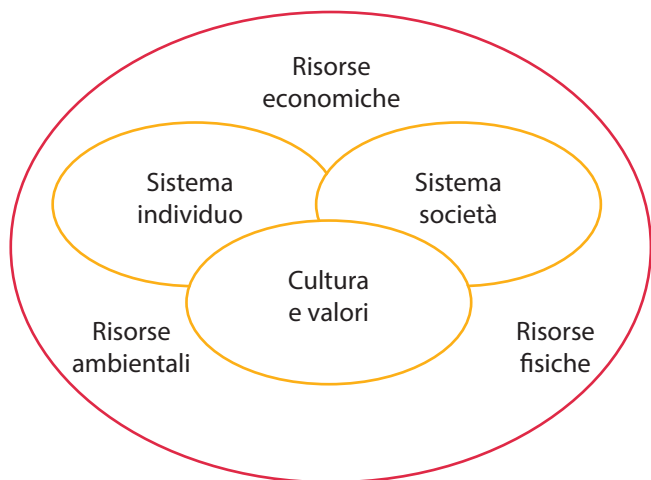 Risorse
economiche
Sistema
individuo
Sistema
società
Cultura
e valori
Risorse
ambientali
Risorse
fisiche